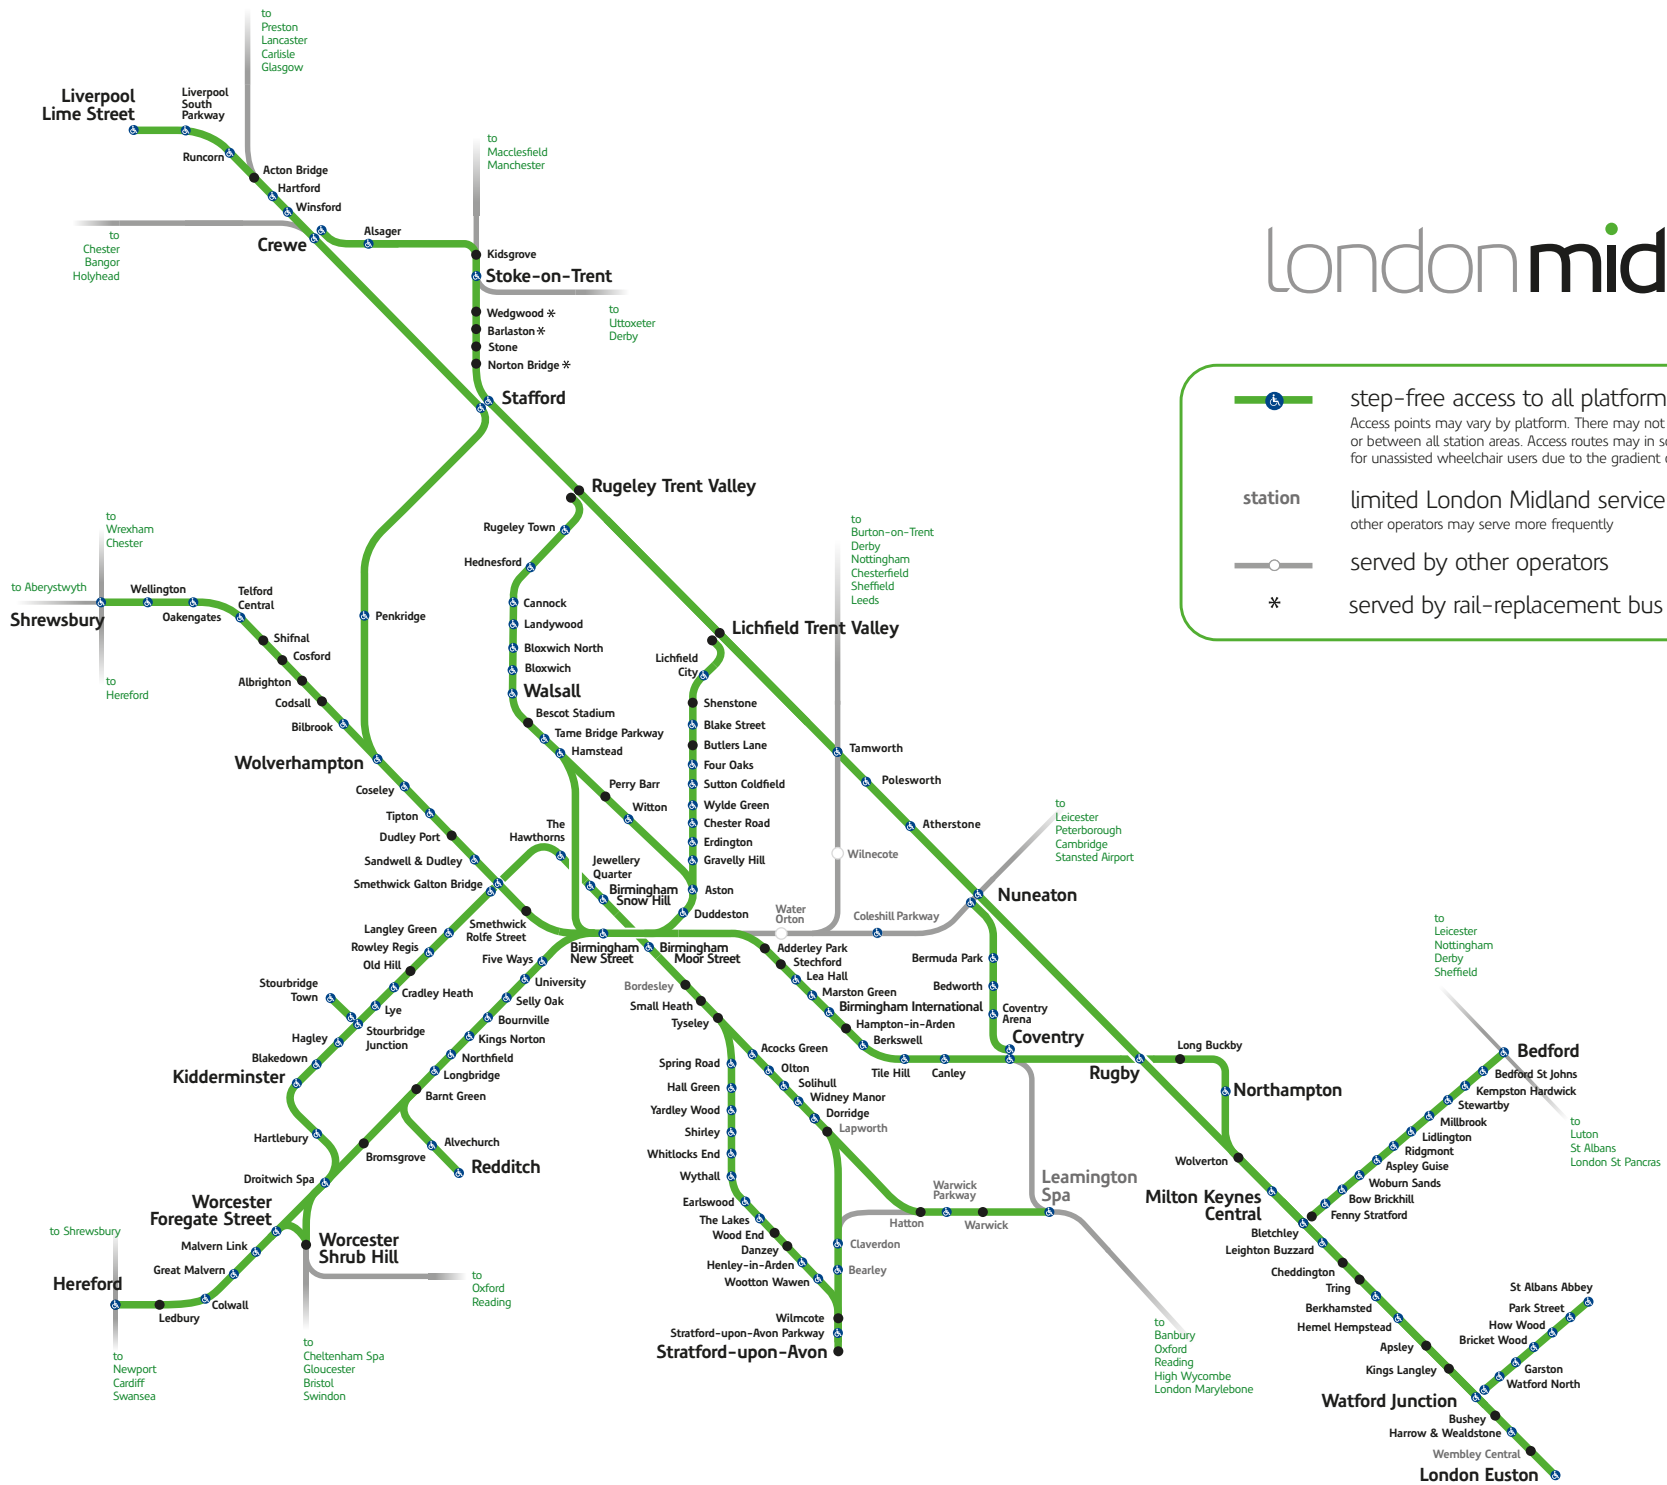 to
Preston
Lancaster
Carlisle
Glasgow
Liverpool
Lime Street
Liverpool
South
Parkway
Runcorn
Acton Bridge
Hartford
Winsford
to
Chester
Bangor
Holyhead
Crewe
Alsager
to
Macclesfield
Manchester
Kidsgrove
Stoke-on-Trent
to
Uttoxeter
Derby
Wedgwood *
Barlaston *
Stone
Norton Bridge *
Stafford
londonmid
step-free access to all platform
Access points may vary by platform. There may not
or between all station areas. Access routes may in s
for unassisted wheelchair users due to the gradient
station
limited London Midland service
other operators may serve more frequently
served by other operators
*
served by rail-replacement bus
Rugeley Trent Valley
Rugeley Town
Hednesford
Cannock
Landywood
Bloxwich North
Bloxwich
Walsall
Bescot Stadium
Tame Bridge Parkway
Hamstead
Perry Barr
Witton
to
Wrexham
Chester
to Aberystwyth
Shrewsbury
to
Hereford
Wellington
Oakengates
Telford
Central
Shifnal
Cosford
Albrighton
Codsall
Bilbrook
Penkridge
Wolverhampton
Coseley
Tipton
Dudley Port
Sandwell & Dudley
Smethwick Galton Bridge
Smethwick
Rolfe Street
Lichfield Trent Valley
Lichfield
City
Shenstone
Blake Street
Butlers Lane
Four Oaks
Sutton Coldfield
Wylde Green
Chester Road
Erdington
Gravelly Hill
Aston
Duddeston
to
Burton-on-Trent
Derby
Nottingham
Chesterfield
Sheffield
Leeds
Tamworth
Polesworth
Atherstone
Wilnecote
Water
Orton
Coleshill Parkway
to
Leicester
Peterborough
Cambridge
Stansted Airport
Nuneaton
Bermuda Park
Bedworth
Coventry
Arena
Coventry
The
Hawthorns
Jewellery
Quarter
Birmingham
Snow Hill
Birmingham
New Street
Birmingham
Moor Street
Adderley Park
Stechford
Lea Hall
Marston Green
Birmingham International
Hampton-in-Arden
Berkswell
Tile Hill
Canley
Rugby
Long Buckby
Northampton
Wolverton
Milton Keynes
Central
Bletchley
Langley Green
Rowley Regis
Old Hill
Cradley Heath
Lye
Stourbridge
Town
Stourbridge
Junction
Hagley
Blakedown
Kidderminster
Hartlebury
Droitwich Spa
Five Ways
University
Selly Oak
Bournville
Kings Norton
Northfield
Longbridge
Barnt Green
Alvechurch
Redditch
Bromsgrove
Worcester
Foregate Street
Worcester
Shrub Hill
to
Oxford
Reading
to
Cheltenham Spa
Gloucester
Bristol
Swindon
Malvern Link
Great Malvern
Colwall
Ledbury
Hereford
to Shrewsbury
to
Newport
Cardiff
Swansea
Bordesley
Small Heath
Tyseley
Spring Road
Hall Green
Yardley Wood
Shirley
Whitlocks End
Wythall
Earlswood
The Lakes
Wood End
Danzey
Henley-in-Arden
Wootton Wawen
Wilmcote
Stratford-upon-Avon Parkway
Stratford-upon-Avon
Acocks Green
Olton
Solihull
Widney Manor
Dorridge
Lapworth
Hatton
Warwick
Parkway
Warwick
Leamington
Spa
Claverdon
Bearley
to
Banbury
Oxford
Reading
High Wycombe
London Marylebone
to
Leicester
Nottingham
Derby
Sheffield
Bedford
Bedford St Johns
Kempston Hardwick
Stewartby
Millbrook
Lidlington
Ridgmont
Aspley Guise
Woburn Sands
Bow Brickhill
Fenny Stratford
to
Luton
St Albans
London St Pancras
Leighton Buzzard
Cheddington
Tring
Berkhamsted
Hemel Hempstead
Apsley
Kings Langley
Watford Junction
St Albans Abbey
Park Street
How Wood
Bricket Wood
Garston
Watford North
Bushey
Harrow & Wealdstone
Wembley Central
London Euston